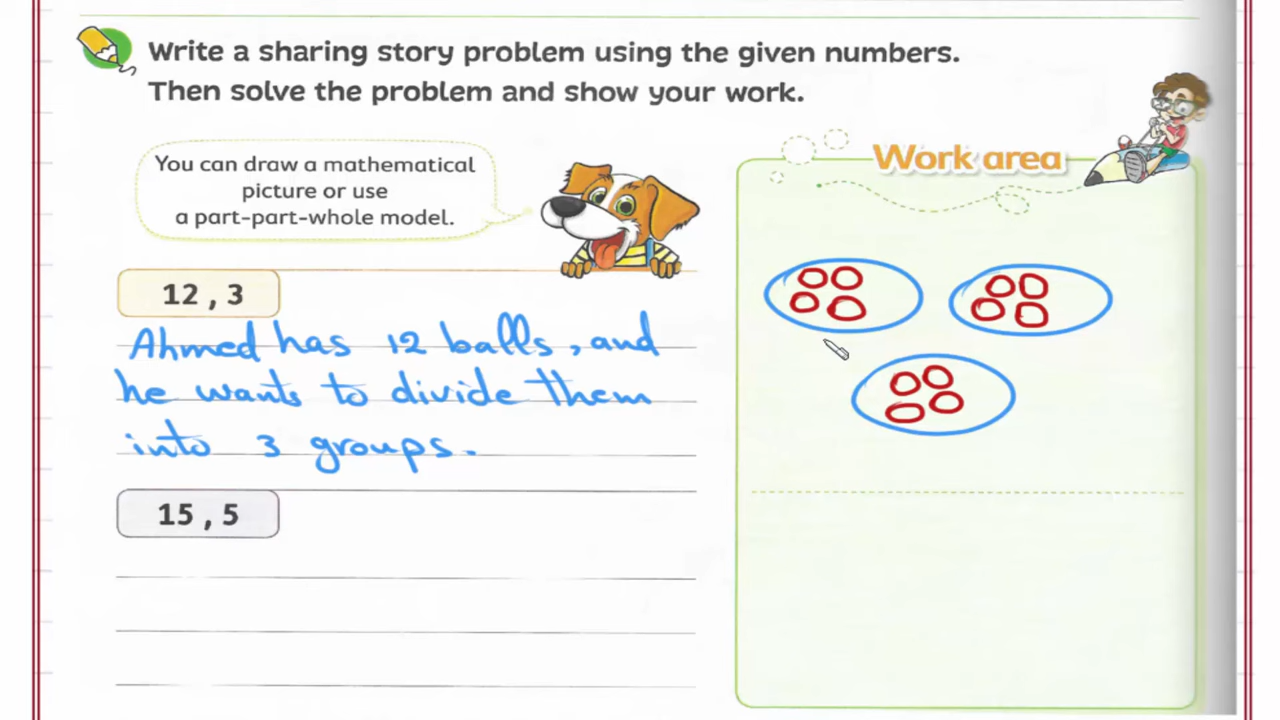 Write a sharing story problem using the given numbers.
Then solve the problem and show your work.
You can draw a mathematical
picture or use
a part-part-whole model.
Work area
12 , 3
Ahmed has 12 balls, and
he wants to divide them
into 3 groups.
15 , 5